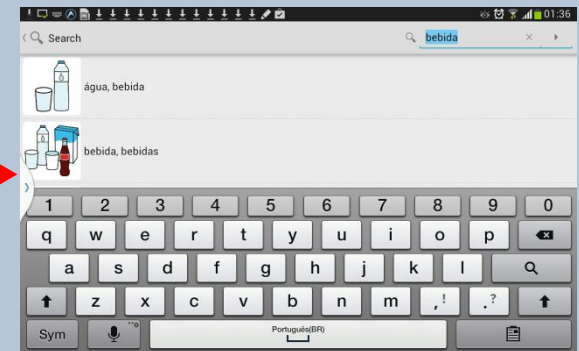 01:36
Search
bebida
água, bebida
bebida, bebidas
1 2 3 4 5 6 7 8 9 0
q w e r t y u i o p
a s d f g h j k l
z x c v b n m ,! .?
Sym Português(BR)